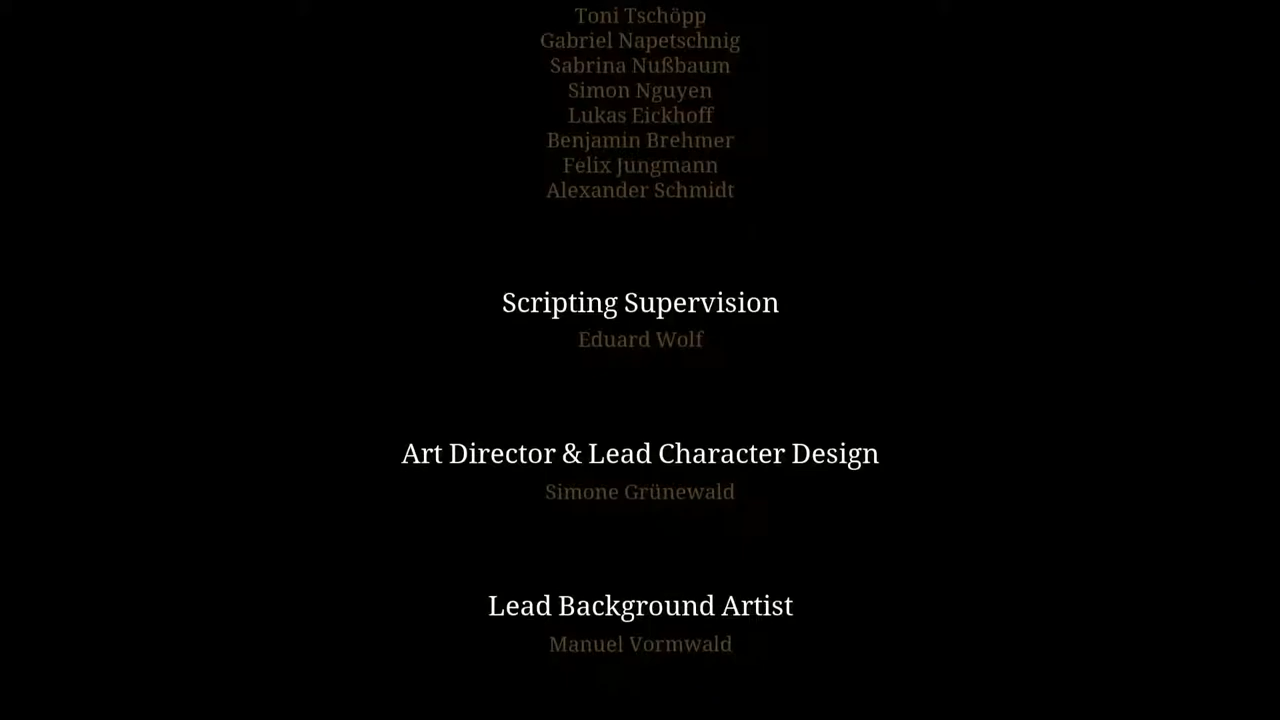 Toni Tschöpp
Gabriel Napetschnig
Sabrina Nußbaum
Simon Nguyen
Lukas Eickhoff
Benjamin Brehmer
Felix Jungmann
Alexander Schmidt
Scripting Supervision
Eduard Wolf
Art Director & Lead Character Design
Simone Grünewald
Lead Background Artist
Manuel Vormwald